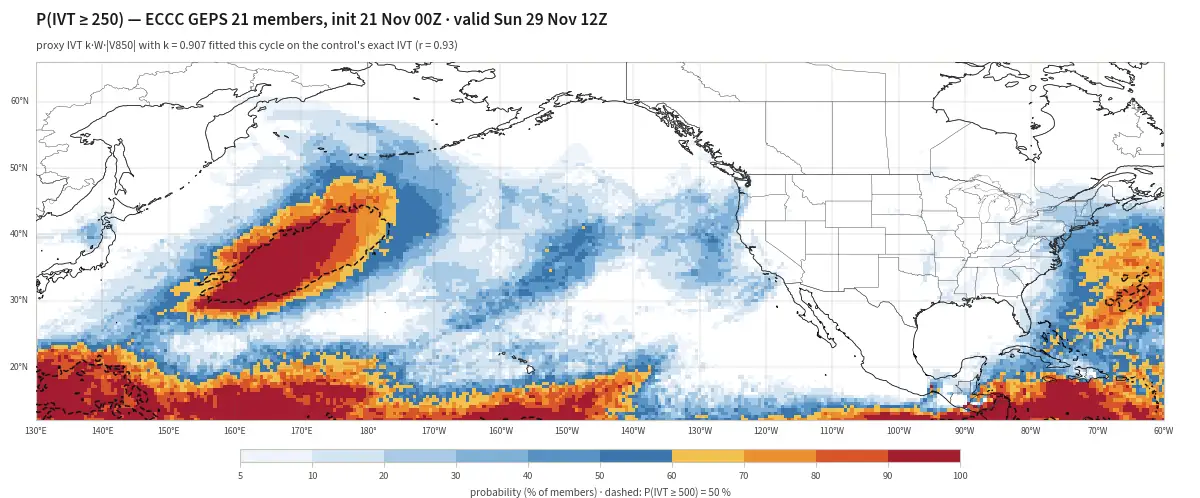 P(IVT ≥ 250) — ECCC GEPS 21 members, init 21 Nov 00Z · valid Sun 29 Nov 12Z
proxy IVT k·W·|V850| with k = 0.907 fitted this cycle on the control's exact IVT (r = 0.93)
60°N
50°N
40°N
30°N
20°N
130°E 140°E 150°E 160°E 170°E 180° 170°W 160°W 150°W 140°W 130°W 120°W 110°W 100°W 90°W 80°W 70°W 60°W
5 10 20 30 40 50 60 70 80 90 100
probability (% of members) · dashed: P(IVT ≥ 500) = 50 %